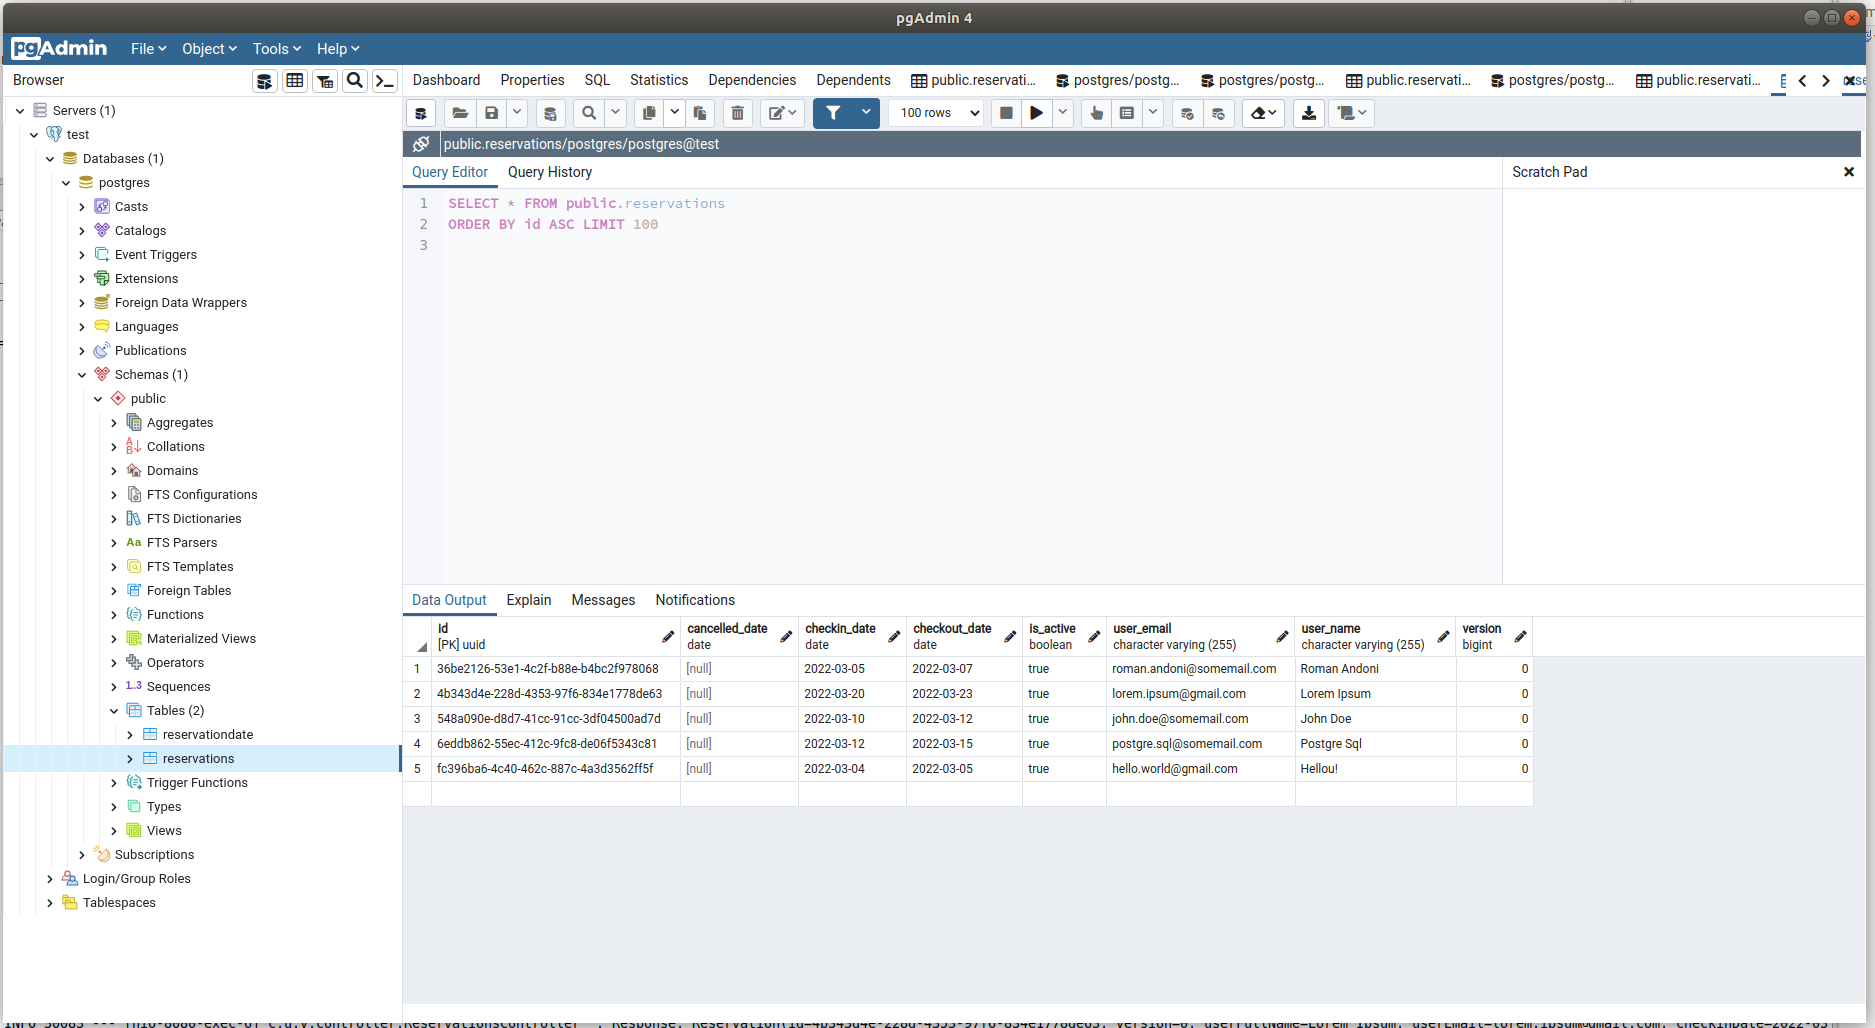 pgAdmin 4
pgAdmin File Object Tools Help
Browser
Dashboard Properties SQL Statistics Dependencies Dependents public.reservati... postgres/postg... postgres/postg... public.reservati... postgres/postg... public.reservati...
100 rows
public.reservations/postgres/postgres@test
Query Editor Query History
Scratch Pad
1 SELECT * FROM public.reservations
2 ORDER BY id ASC LIMIT 100
3
Servers (1)
test
Databases (1)
postgres
Casts
Catalogs
Event Triggers
Extensions
Foreign Data Wrappers
Languages
Publications
Schemas (1)
public
Aggregates
Collations
Domains
FTS Configurations
FTS Dictionaries
Aa FTS Parsers
FTS Templates
Foreign Tables
Functions
Materialized Views
Operators
1..3 Sequences
Tables (2)
reservationdate
reservations
Trigger Functions
Types
Views
Subscriptions
Login/Group Roles
Tablespaces
Data Output Explain Messages Notifications
id cancelled_date checkin_date checkout_date is_active user_email user_name version
[PK] uuid date date date boolean character varying (255) character varying (255) bigint
1 36be2126-53e1-4c2f-b88e-b4bc2f978068 [null] 2022-03-05 2022-03-07 true roman.andoni@somemail.com Roman Andoni 0
2 4b343d4e-228d-4353-97f6-834e1778de63 [null] 2022-03-20 2022-03-23 true lorem.ipsum@gmail.com Lorem Ipsum 0
3 548a090e-d8d7-41cc-91cc-3df04500ad7d [null] 2022-03-10 2022-03-12 true john.doe@somemail.com John Doe 0
4 6eddb862-55ec-412c-9fc8-de06f5343c81 [null] 2022-03-12 2022-03-15 true postgre.sql@somemail.com Postgre Sql 0
5 fc396ba6-4c40-462c-887c-4a3d3562ff5f [null] 2022-03-04 2022-03-05 true hello.world@gmail.com Hellou! 0